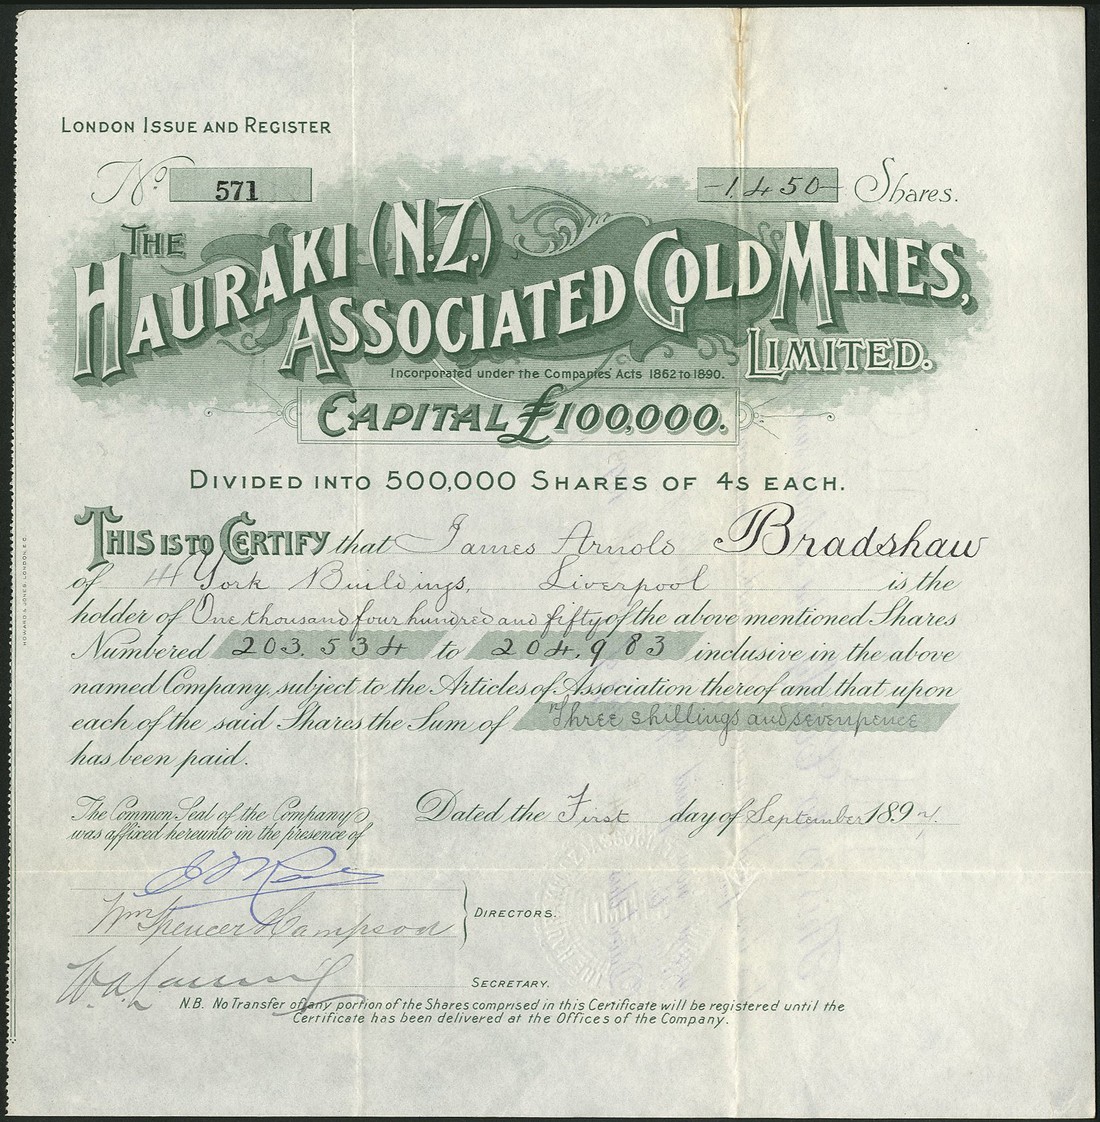 LONDON ISSUE AND REGISTER
No. 571 -1,450- Shares.
THE
HAURAKI (N.Z.)
ASSOCIATED GOLD MINES,
LIMITED.
Incorporated under the Companies Acts 1862 to 1890.
CAPITAL £100,000.
DIVIDED INTO 500,000 SHARES OF 4S EACH.
THIS IS TO CERTIFY that James Arnold Bradshaw
of York Buildings, Liverpool is the
holder of One thousand four hundred and fifty of the above mentioned Shares
Numbered 203,534 to 204,983 inclusive in the above
named Company, subject to the Articles of Association thereof and that upon
each of the said Shares the Sum of Three shillings and sevenpence
has been paid.
The Common Seal of the Company
was affixed hereunto in the presence of
Dated the First day of September 189
Wm Spencer Hampson
DIRECTORS.
SECRETARY.
N.B. No Transfer of any portion of the Shares comprised in this Certificate will be registered until the
Certificate has been delivered at the Offices of the Company.
HOWARD & JONES, LONDON, E.C.